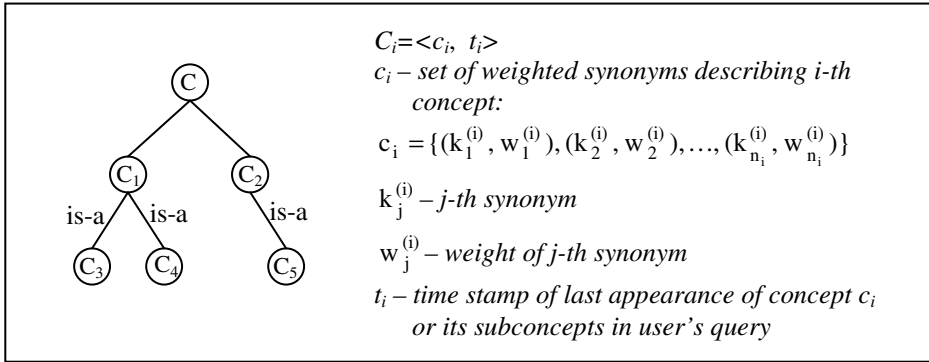 C
C₁
C₂
is-a
is-a
is-a
C₃
C₄
C₅
Cᵢ=<cᵢ, tᵢ>
cᵢ – set of weighted synonyms describing i-th
concept:
cᵢ = {(k₁⁽ⁱ⁾, w₁⁽ⁱ⁾), (k₂⁽ⁱ⁾, w₂⁽ⁱ⁾), …, (kₙᵢ⁽ⁱ⁾, wₙᵢ⁽ⁱ⁾)}
kⱼ⁽ⁱ⁾ – j-th synonym
wⱼ⁽ⁱ⁾ – weight of j-th synonym
tᵢ – time stamp of last appearance of concept cᵢ
or its subconcepts in user's query